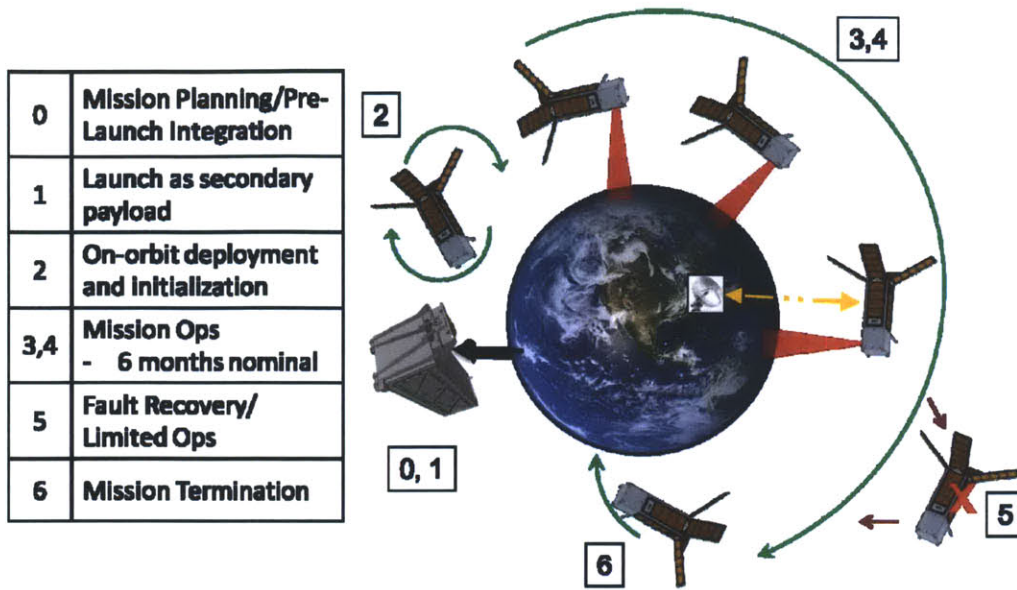 0
Mission Planning/Pre-
Launch Integration
1
Launch as secondary
payload
2
On-orbit deployment
and initialization
3,4
Mission Ops
- 6 months nominal
5
Fault Recovery/
Limited Ops
6
Mission Termination
2
3,4
0, 1
5
6